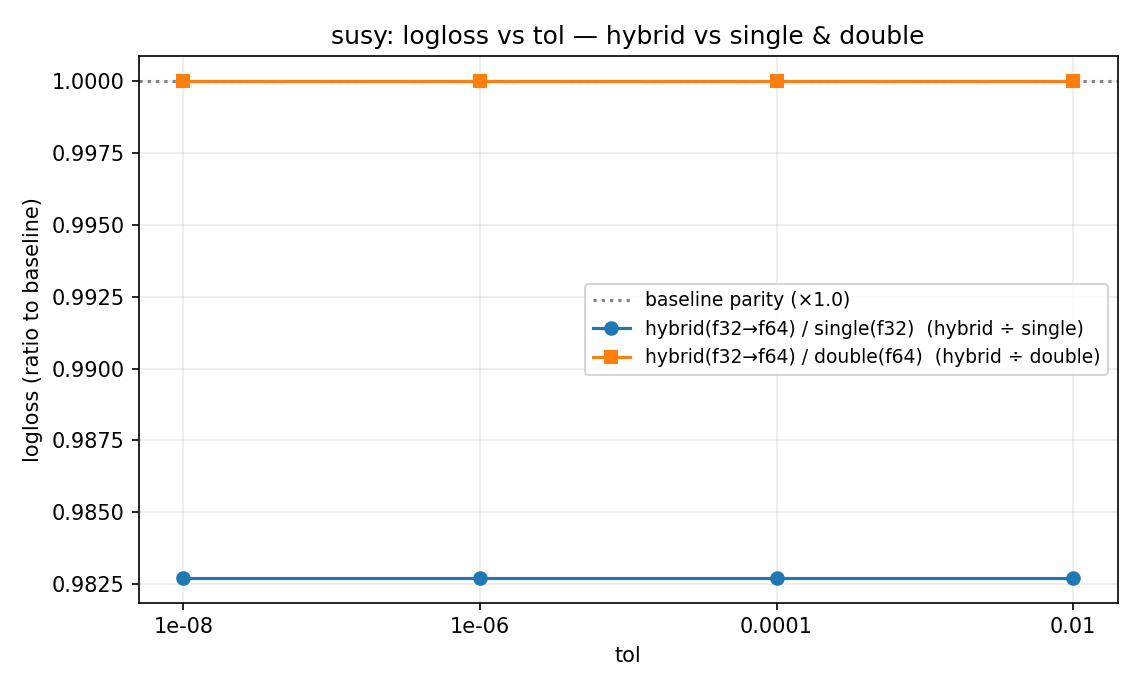 susy: logloss vs tol — hybrid vs single & double
logloss (ratio to baseline)
1.0000
0.9975
0.9950
0.9925
0.9900
0.9875
0.9850
0.9825
baseline parity (×1.0)
hybrid(f32→f64) / single(f32)  (hybrid ÷ single)
hybrid(f32→f64) / double(f64)  (hybrid ÷ double)
1e-08
1e-06
0.0001
0.01
tol